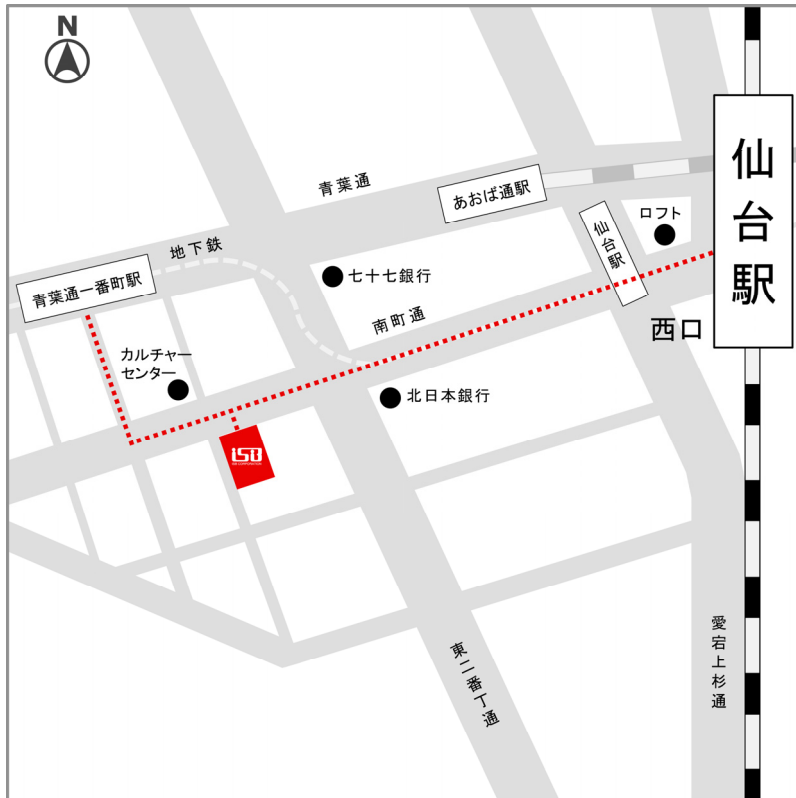 N
仙台駅
青葉通
あおば通駅
ロフト
仙台駅
地下鉄
青葉通一番町駅
七十七銀行
南町通
西口
カルチャー
センター
北日本銀行
ISB
ISB CORPORATION
愛宕上杉通
東二番丁通